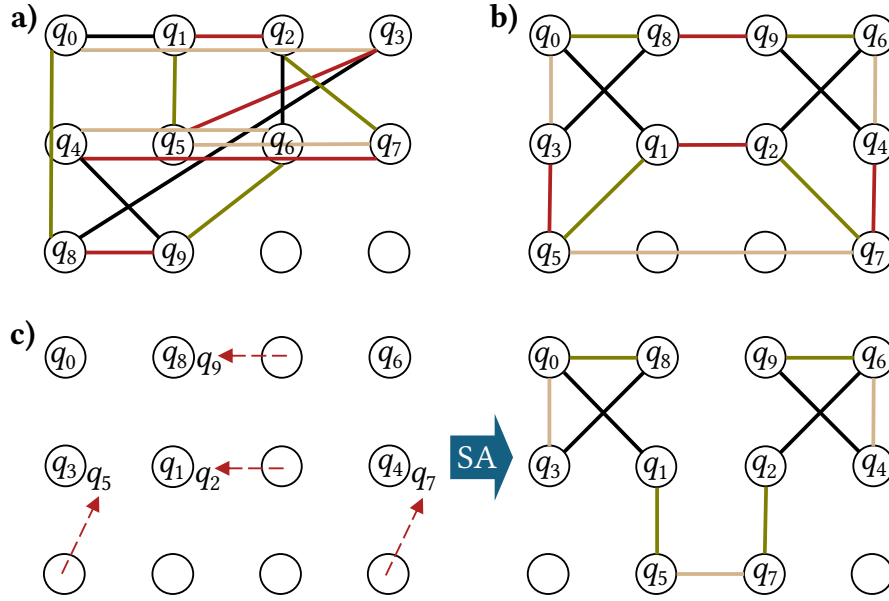 a)
q0 q1 q2 q3
q4 q5 q6 q7
q8 q9
b)
q0 q8 q9 q6
q3 q1 q2 q4
q5 q7
c)
q0 q8 q9 q6
q3 q5 q1 q2 q4 q7
SA
q0 q8 q9 q6
q3 q1 q2 q4
q5 q7